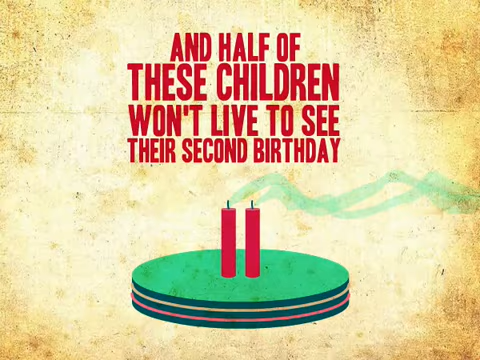 AND HALF OF
THESE CHILDREN
WON'T LIVE TO SEE
THEIR SECOND BIRTHDAY